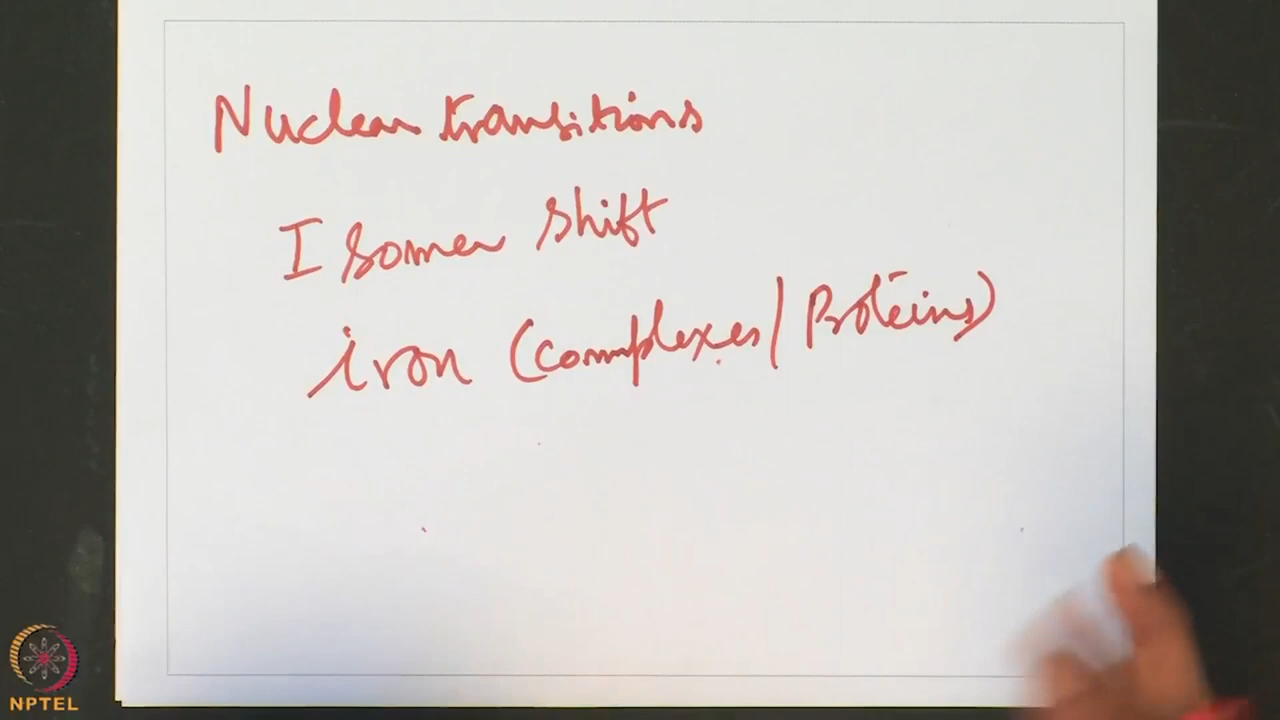 Nuclear transitions
Isomer shift
iron (complexes/Proteins)
NPTEL